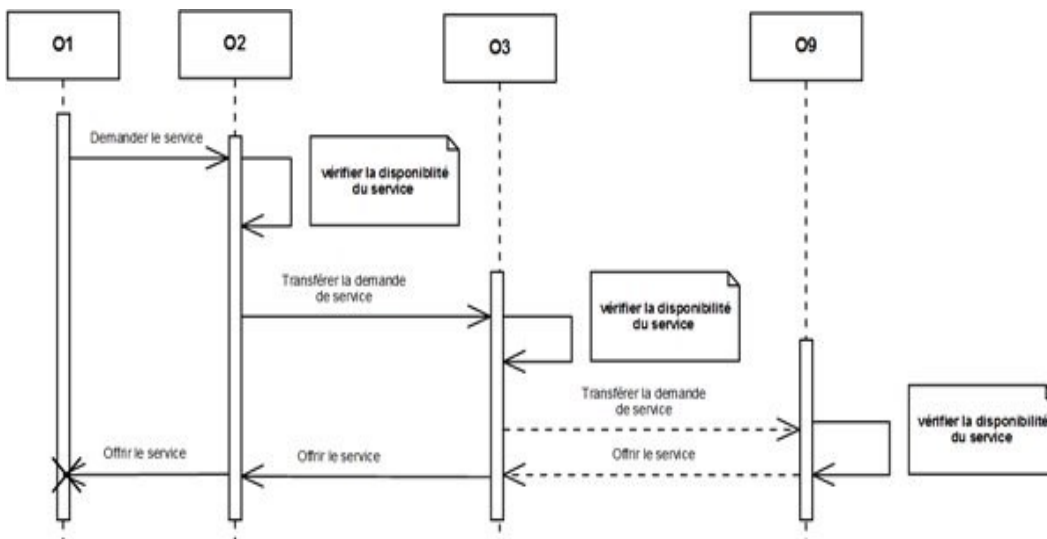 O1
O2
O3
O9
Demander le service
vérifier la disponiblité
du service
Transférer la demande
de service
vérifier la disponibilité
du service
Transférer la demande
de service
vérifier la disponibilité
du service
Offrir le service
Offrir le service
Offrir le service